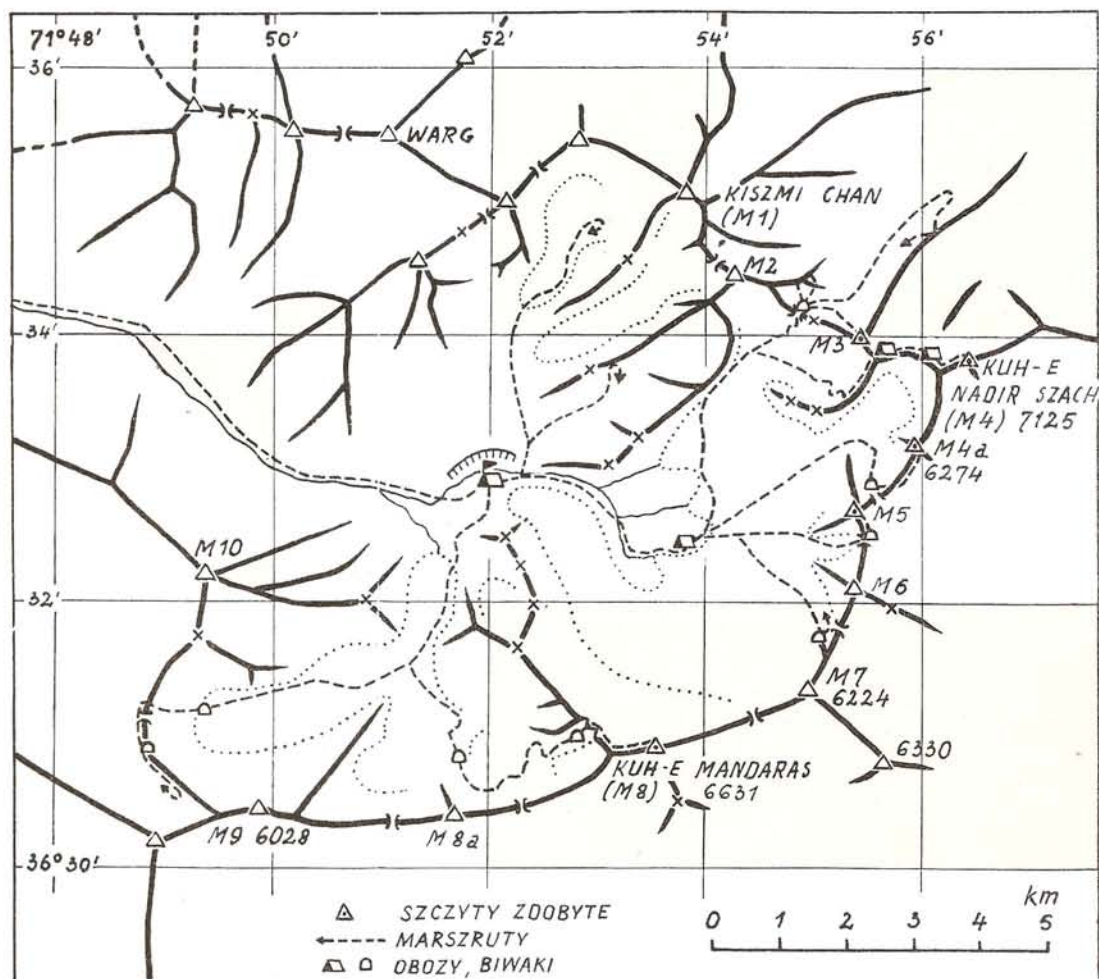 71°48'
50'
52'
54'
56'
36'
WARG
KISZMI CHAN
(M1)
M2
34'
M3
KUH-E
NADIR SZACH
(M4) 7125
M4a
6274
M5
M10
32'
M6
M7
6224
6330
KUH-E MANDARAS
(M8) 6631
M9 6028
M8a
36°30'
km
SZCZYTY ZDOBYTE
0 1 2 3 4 5
MARSZRUTY
OBOZY, BIWAKI